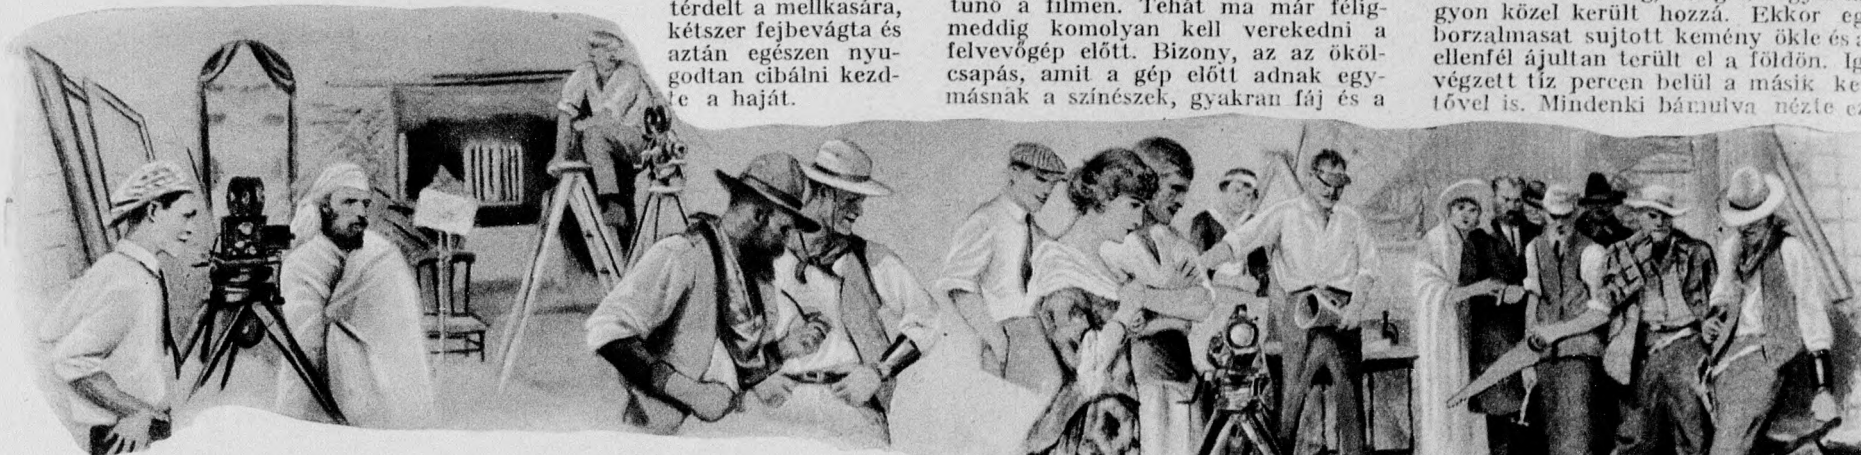 térdelt a mellkasára,
kétszer fejbevágta és
aztán egészen nyu-
godtan cibálni kezd-
te a haját.
tünő a filmen. Tehát ma már félig-
meddig komolyan kell verekedni a
felvevőgép előtt. Bizony, az az ököl-
csapás, amit a gép előtt adnak egy-
másnak a színészek, gyakran fáj és a
gyon közel került hozzá. Ekkor
borzalmasat sujtott kemény ökle és
ellenfél ájultan terült el a földön.
végzett tíz percen belül a másik
tővel is. Mindenki bámulva nézte